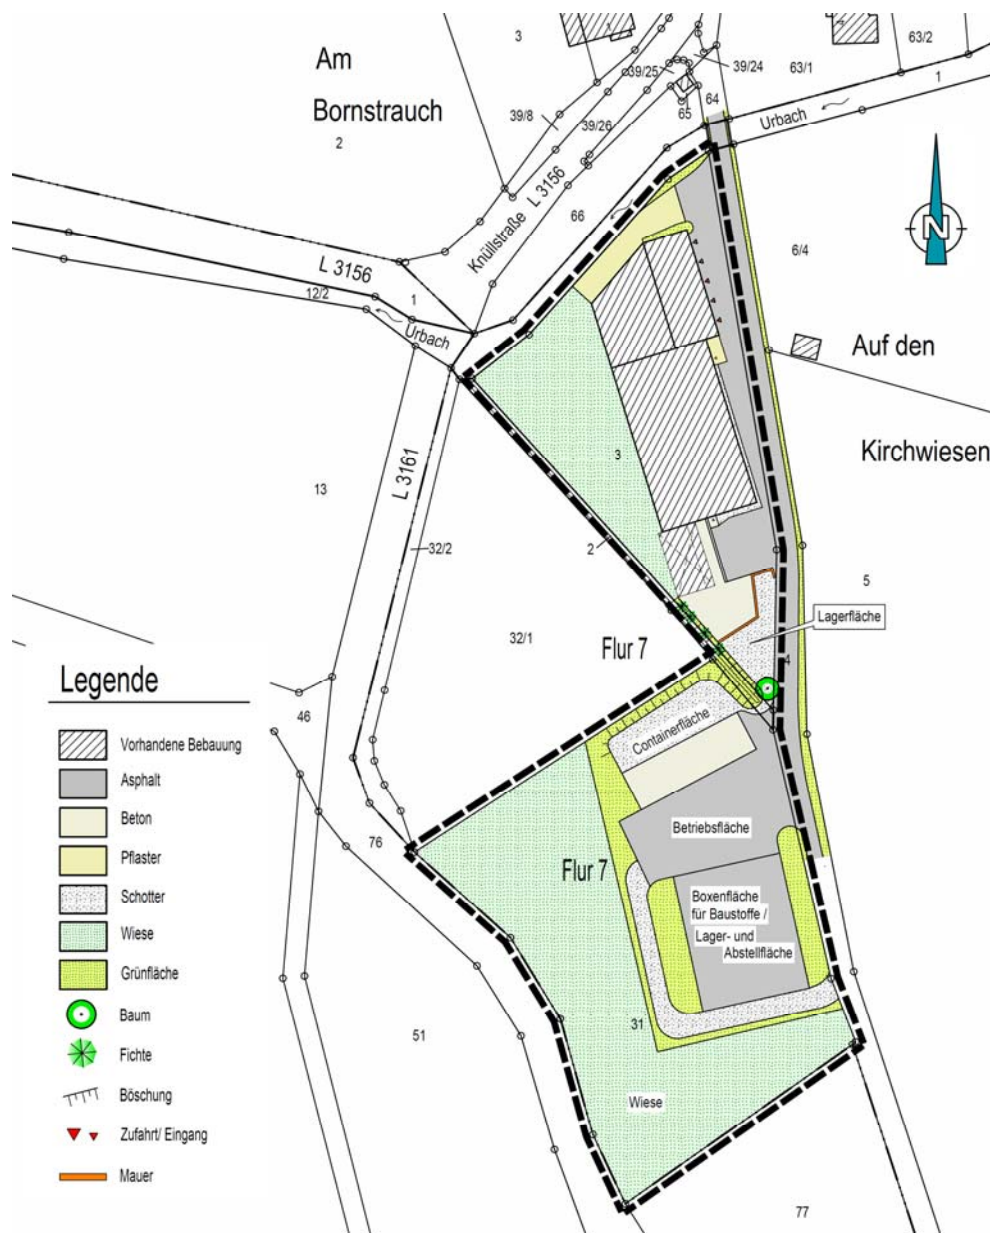 3
63/2
39/24
63/1
1
Am
Bornstrauch
39/25
64
65
Urbach
39/8
39/26
2
L 3156
66
Knüllstraße
N
6/4
L 3156
12/2
1
Urbach
Auf den
Kirchwiesen
3
13
L 3161
32/2
2
5
Lagerfläche
32/1
Flur 7
4
46
Containerfläche
76
Betriebsfläche
Flur 7
Boxenfläche
für Baustoffe /
Lager- und
Abstellfläche
51
31
Wiese
77
Legende
Vorhandene Bebauung
Asphalt
Beton
Pflaster
Schotter
Wiese
Grünfläche
Baum
Fichte
Böschung
Zufahrt/ Eingang
Mauer